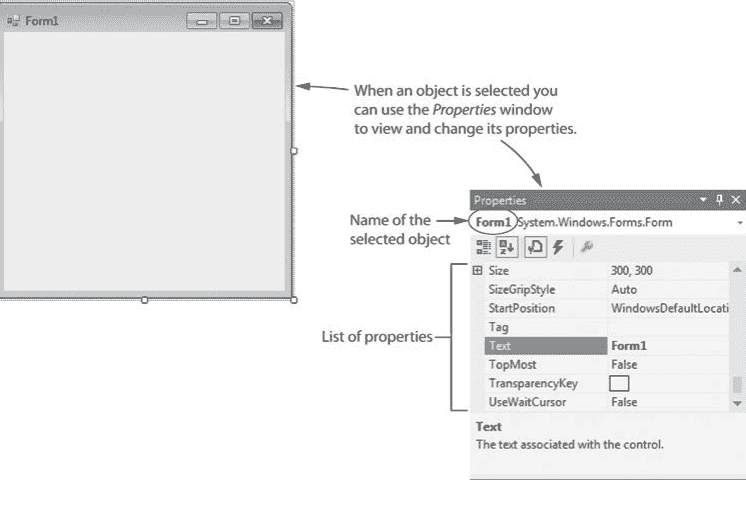 Form1
When an object is selected you
can use the Properties window
to view and change its properties.
Properties
Name of the
selected object
Form1 System.Windows.Forms.Form
Size 300, 300
SizeGripStyle Auto
StartPosition WindowsDefaultLocati
Tag
List of properties
Text Form1
TopMost False
TransparencyKey
UseWaitCursor False
Text
The text associated with the control.